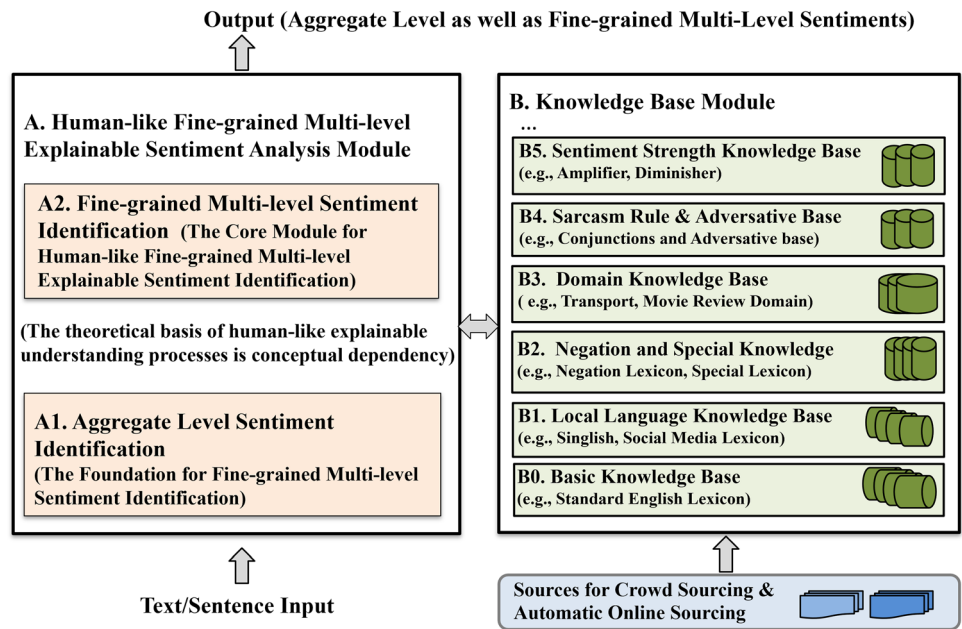 Output (Aggregate Level as well as Fine-grained Multi-Level Sentiments)
A. Human-like Fine-grained Multi-level
Explainable Sentiment Analysis Module
A2. Fine-grained Multi-level Sentiment
Identification (The Core Module for
Human-like Fine-grained Multi-level
Explainable Sentiment Identification)
(The theoretical basis of human-like explainable
understanding processes is conceptual dependency)
A1. Aggregate Level Sentiment
Identification
(The Foundation for Fine-grained Multi-level
Sentiment Identification)
Text/Sentence Input
B. Knowledge Base Module
...
B5. Sentiment Strength Knowledge Base
(e.g., Amplifier, Diminisher)
B4. Sarcasm Rule & Adversative Base
(e.g., Conjunctions and Adversative base)
B3. Domain Knowledge Base
( e.g., Transport, Movie Review Domain)
B2. Negation and Special Knowledge
(e.g., Negation Lexicon, Special Lexicon)
B1. Local Language Knowledge Base
(e.g., Singlish, Social Media Lexicon)
B0. Basic Knowledge Base
(e.g., Standard English Lexicon)
Sources for Crowd Sourcing &
Automatic Online Sourcing